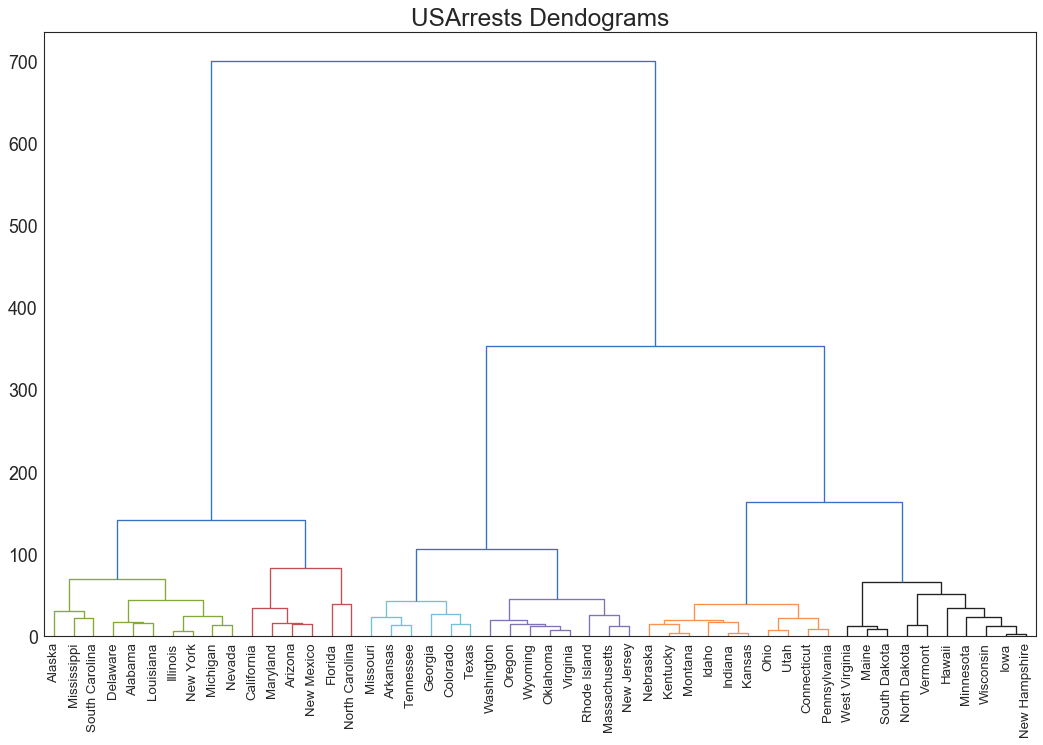 USArrests Dendograms
700
600
500
400
300
200
100
0
Alaska
Mississippi
South Carolina
Delaware
Alabama
Louisiana
Illinois
New York
Michigan
Nevada
California
Maryland
Arizona
New Mexico
Florida
North Carolina
Missouri
Arkansas
Tennessee
Georgia
Colorado
Texas
Washington
Oregon
Wyoming
Oklahoma
Virginia
Rhode Island
Massachusetts
New Jersey
Nebraska
Kentucky
Montana
Idaho
Indiana
Kansas
Ohio
Utah
Connecticut
Pennsylvania
West Virginia
Maine
South Dakota
North Dakota
Vermont
Hawaii
Minnesota
Wisconsin
Iowa
New Hampshire